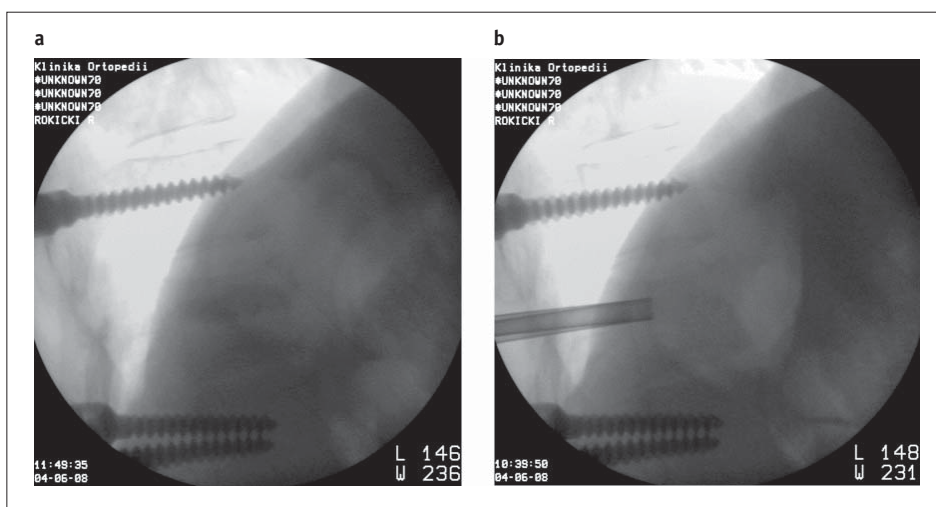 a
Klinika Ortopedii
*UNKNOWN70
*UNKNOWN70
*UNKNOWN70
ROKICKI R
11:49:35
04-06-08
L 146
W 236
b
Klinika Ortopedii
*UNKNOWN70
*UNKNOWN70
*UNKNOWN70
ROKICKI R
10:39:50
04-06-08
L 148
W 231